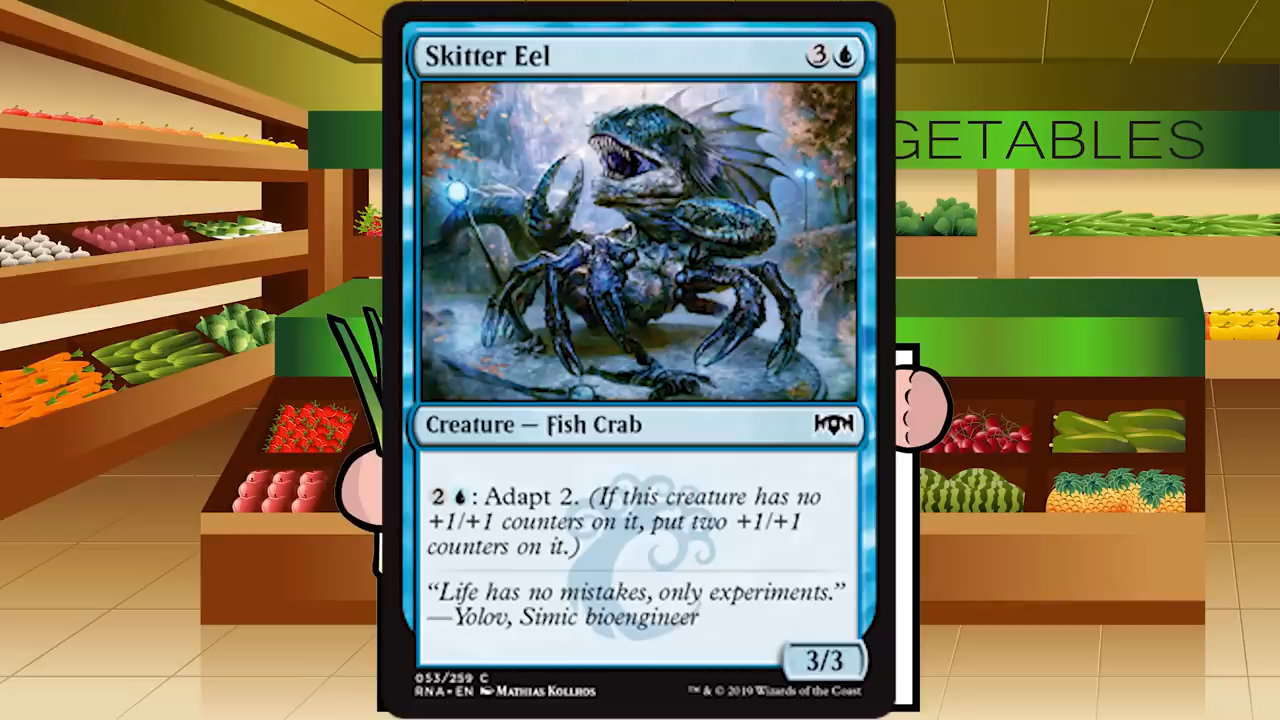 Skitter Eel 3
GETABLES
Creature — Fish Crab
2 : Adapt 2. (If this creature has no
+1/+1 counters on it, put two +1/+1
counters on it.)
“Life has no mistakes, only experiments.”
—Yolov, Simic bioengineer
3/3
053/259 C
RNA • EN Mathias Kollros
™ & © 2019 Wizards of the Coast